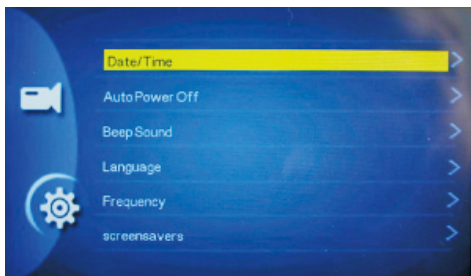 Date/Time
Auto Power Off
Beep Sound
Language
Frequency
screensavers